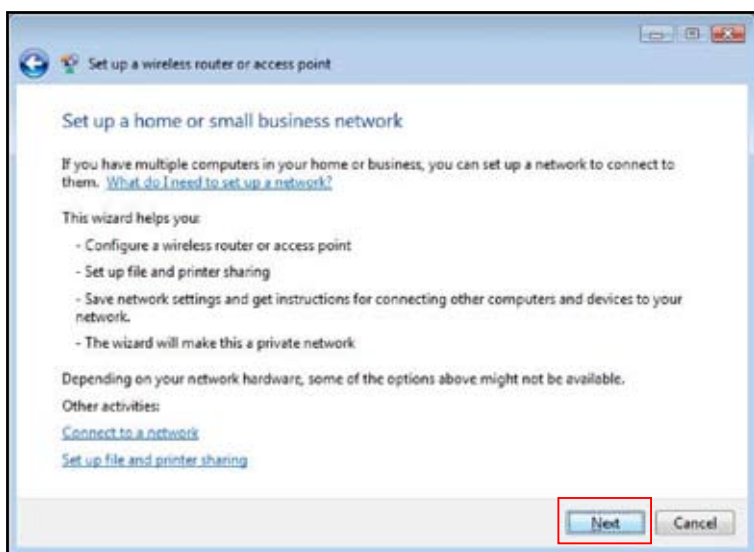 Set up a wireless router or access point
Set up a home or small business network
If you have multiple computers in your home or business, you can set up a network to connect to
them. What do I need to set up a network?
This wizard helps you:
- Configure a wireless router or access point
- Set up file and printer sharing
- Save network settings and get instructions for connecting other computers and devices to your
network.
- The wizard will make this a private network
Depending on your network hardware, some of the options above might not be available.
Other activities:
Connect to a network
Set up file and printer sharing
Next Cancel